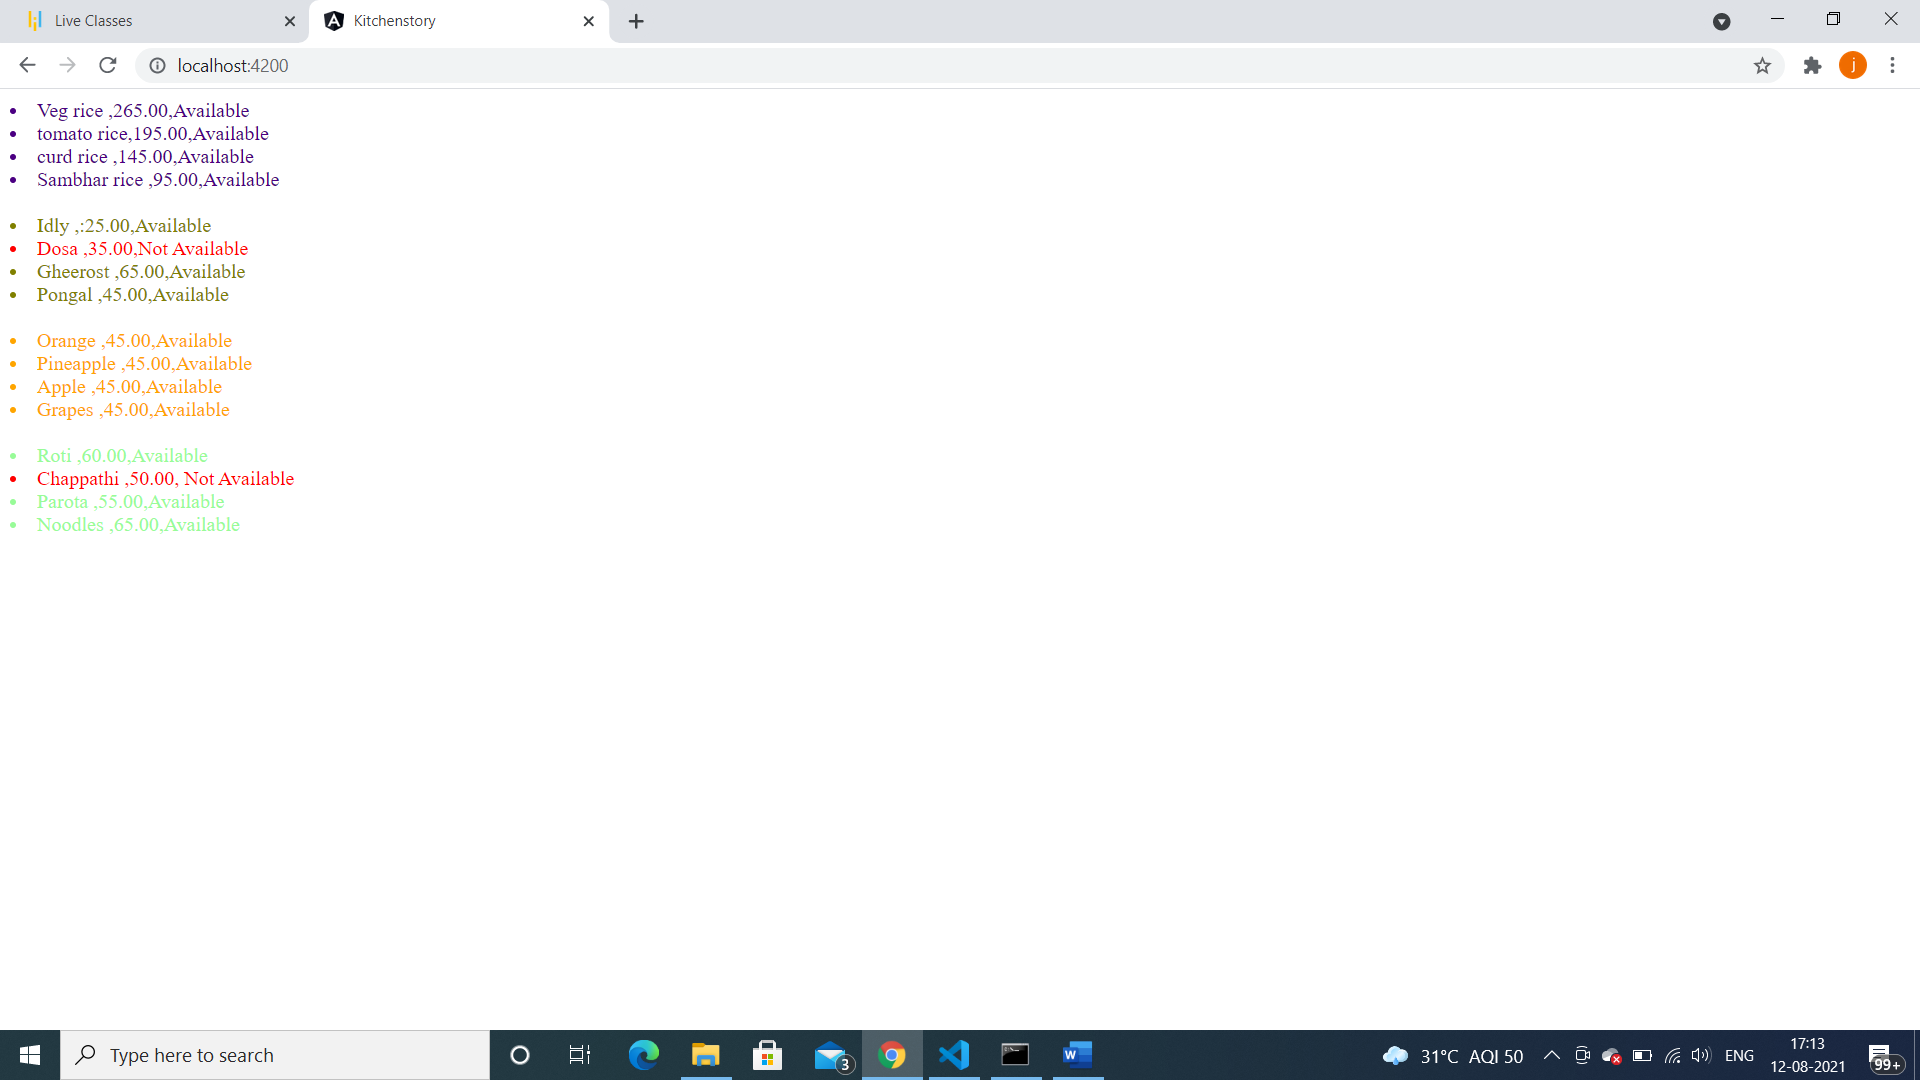 Live Classes
Kitchenstory
localhost:4200
j
• Veg rice ,265.00,Available
• tomato rice,195.00,Available
• curd rice ,145.00,Available
• Sambhar rice ,95.00,Available
• Idly ,:25.00,Available
• Dosa ,35.00,Not Available
• Gheerost ,65.00,Available
• Pongal ,45.00,Available
• Orange ,45.00,Available
• Pineapple ,45.00,Available
• Apple ,45.00,Available
• Grapes ,45.00,Available
• Roti ,60.00,Available
• Chappathi ,50.00, Not Available
• Parota ,55.00,Available
• Noodles ,65.00,Available
Type here to search
3
W
31°C AQI 50
ENG
17:13
12-08-2021
99+